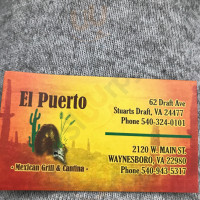 El Puerto
62 Draft Ave
Stuarts Draft, VA 24477
Phone 540-324-0101
2120 W. MAIN ST
WAYNESBORO, VA 22980
Phone 540-943-5317
- Mexican Grill & Cantina -